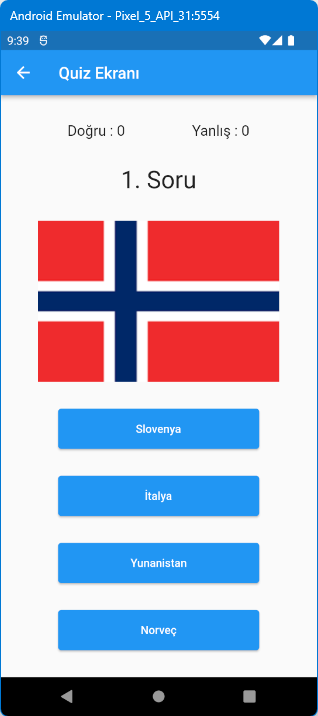 Android Emulator - Pixel_5_API_31:5554
9:39
Quiz Ekranı
Doğru : 0 Yanlış : 0
1. Soru
Slovenya
İtalya
Yunanistan
Norveç